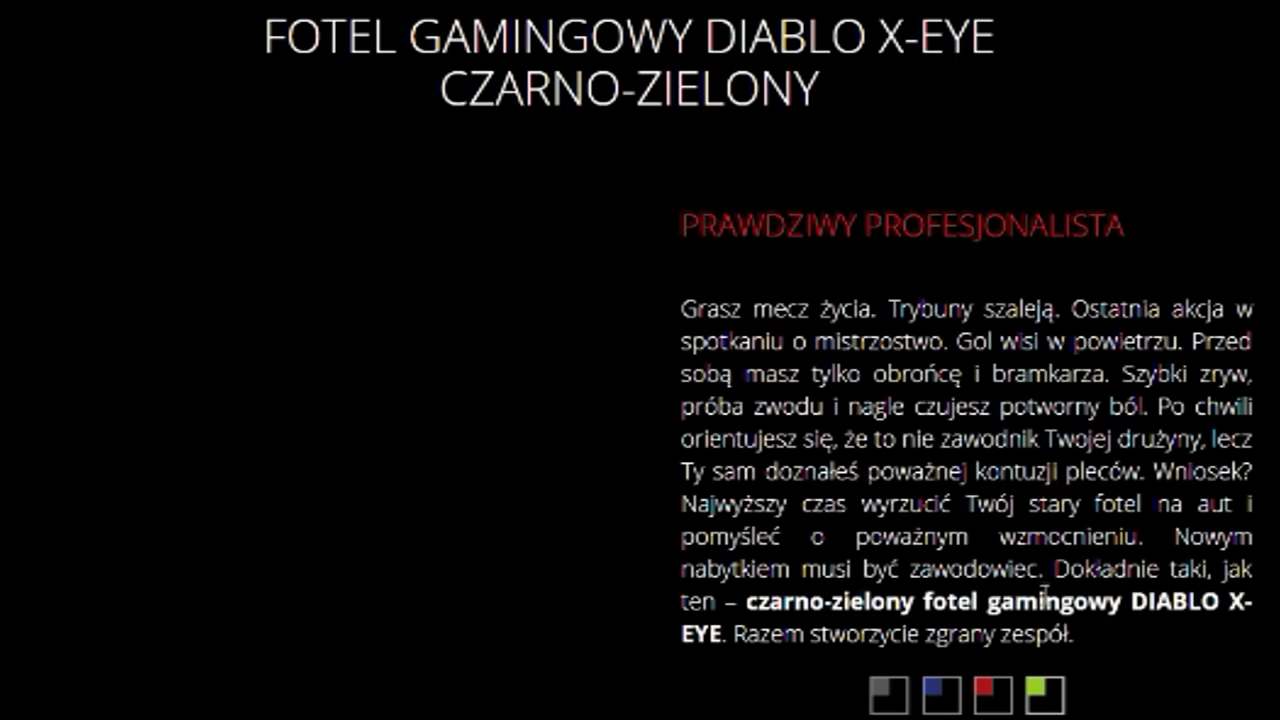 FOTEL GAMINGOWY DIABLO X-EYE
CZARNO-ZIELONY
PRAWDZIWY PROFESJONALISTA
Grasz mecz życia. Trybuny szaleją. Ostatnia akcja w
spotkaniu o mistrzostwo. Gol wisi w powietrzu. Przed
sobą masz tylko obrońcę i bramkarza. Szybki zryw,
próba zwodu i nagle czujesz potworny ból. Po chwili
orientujesz się, że to nie zawodnik Twojej drużyny, lecz
Ty sam doznałeś poważnej kontuzji pleców. Wniosek?
Najwyższy czas wyrzucić Twój stary fotel na aut i
pomyśleć o poważnym wzmocnieniu. Nowym
nabytkiem musi być zawodowiec. Dokładnie taki, jak
ten – czarno-zielony fotel gamingowy DIABLO X-
EYE. Razem stworzycie zgrany zespół.